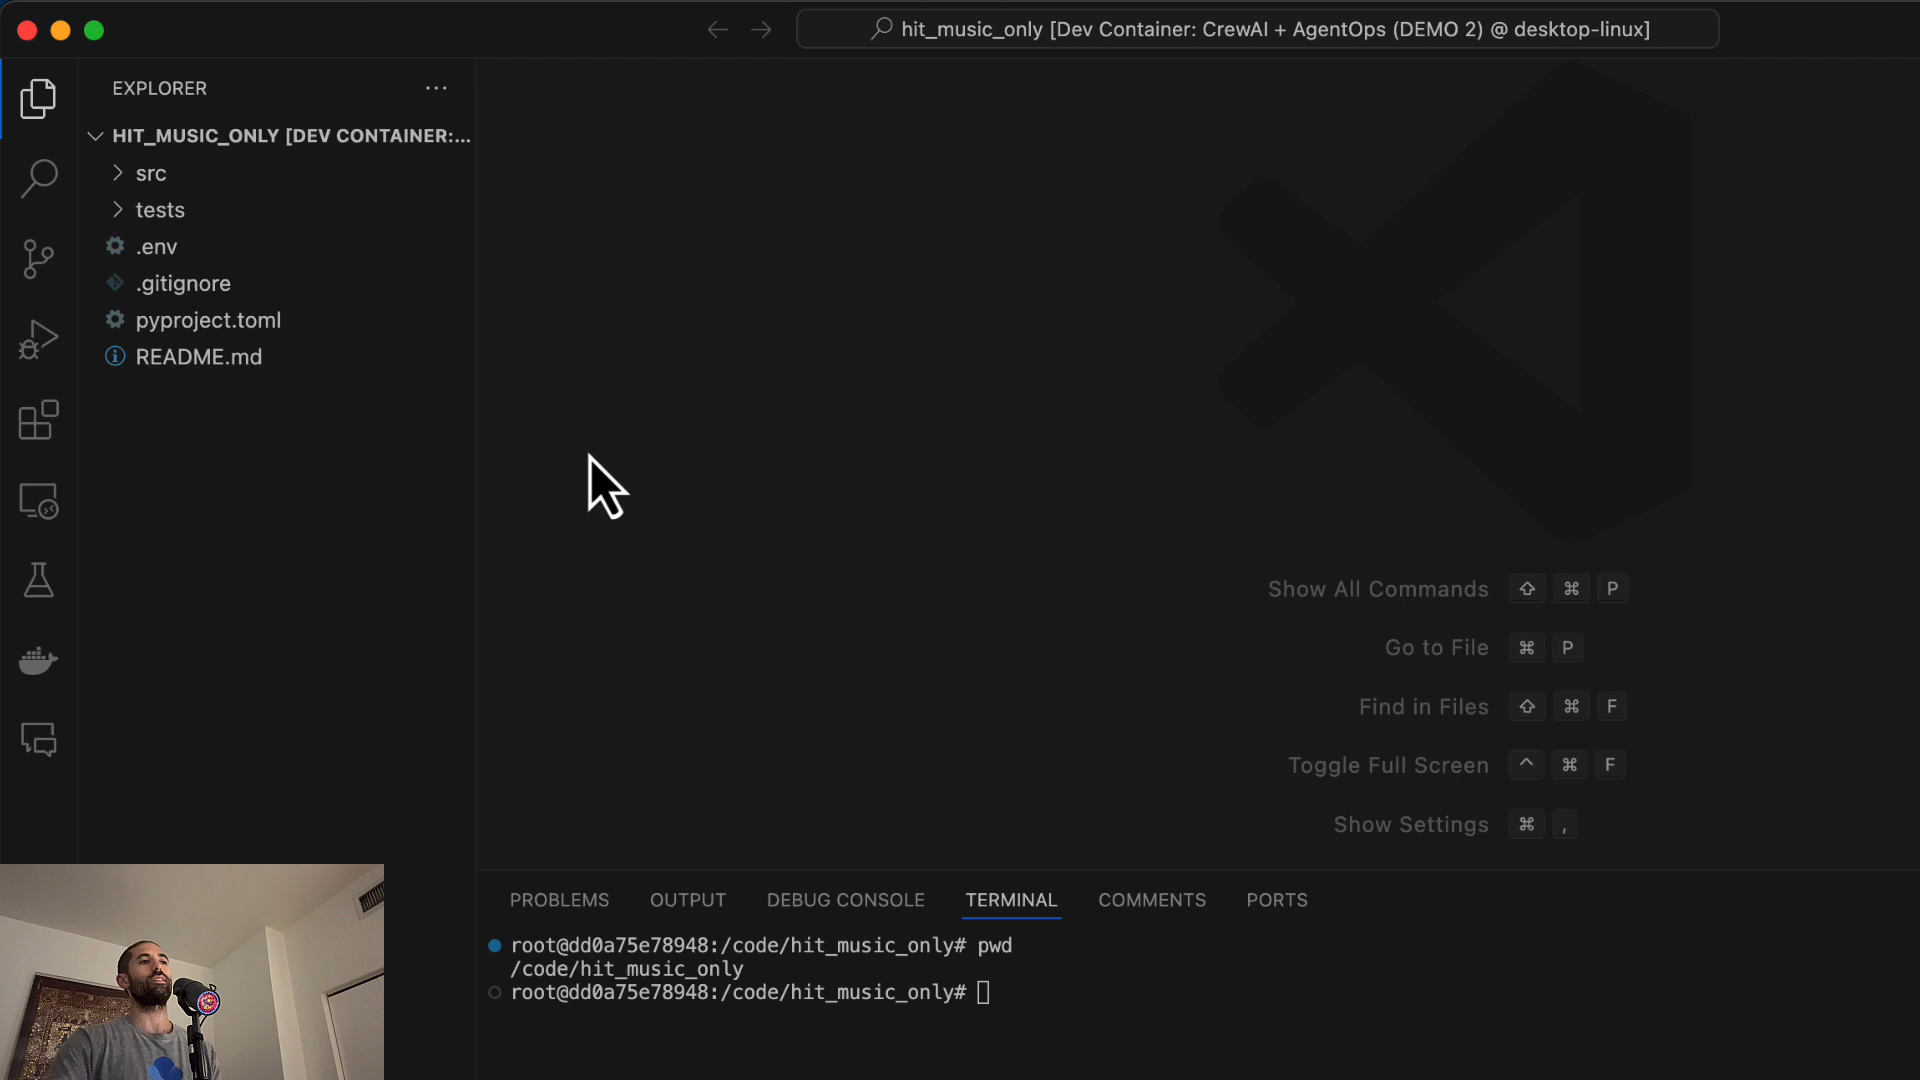 hit_music_only [Dev Container: CrewAI + AgentOps (DEMO 2) @ desktop-linux]
EXPLORER
HIT_MUSIC_ONLY [DEV CONTAINER:...
src
tests
.env
.gitignore
pyproject.toml
README.md
Show All Commands ⇧ ⌘ P
Go to File ⌘ P
Find in Files ⇧ ⌘ F
Toggle Full Screen ^ ⌘ F
Show Settings ⌘ ,
PROBLEMS OUTPUT DEBUG CONSOLE TERMINAL COMMENTS PORTS
root@dd0a75e78948:/code/hit_music_only# pwd
/code/hit_music_only
root@dd0a75e78948:/code/hit_music_only#